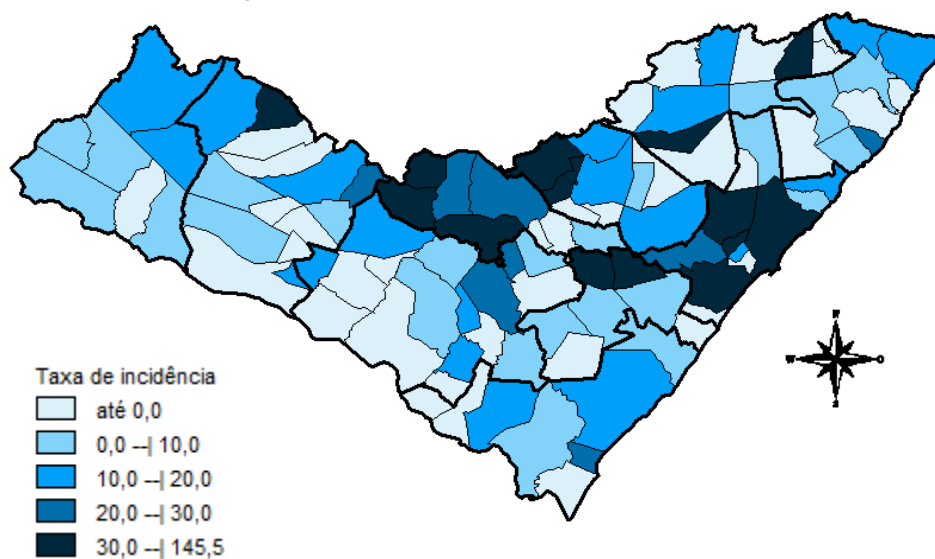 Taxa de incidência
até 0,0
0,0 --| 10,0
10,0 --| 20,0
20,0 --| 30,0
30,0 --| 145,5
W
S